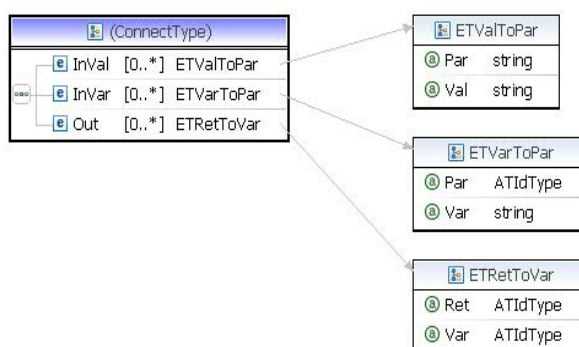 (ConnectType)
e InVal [0..*] ETValToPar
e InVar [0..*] ETVarToPar
e Out [0..*] ETRetToVar
ETValToPar
a Par string
a Val string
ETVarToPar
a Par ATIdType
a Var string
ETRetToVar
a Ret ATIdType
a Var ATIdType